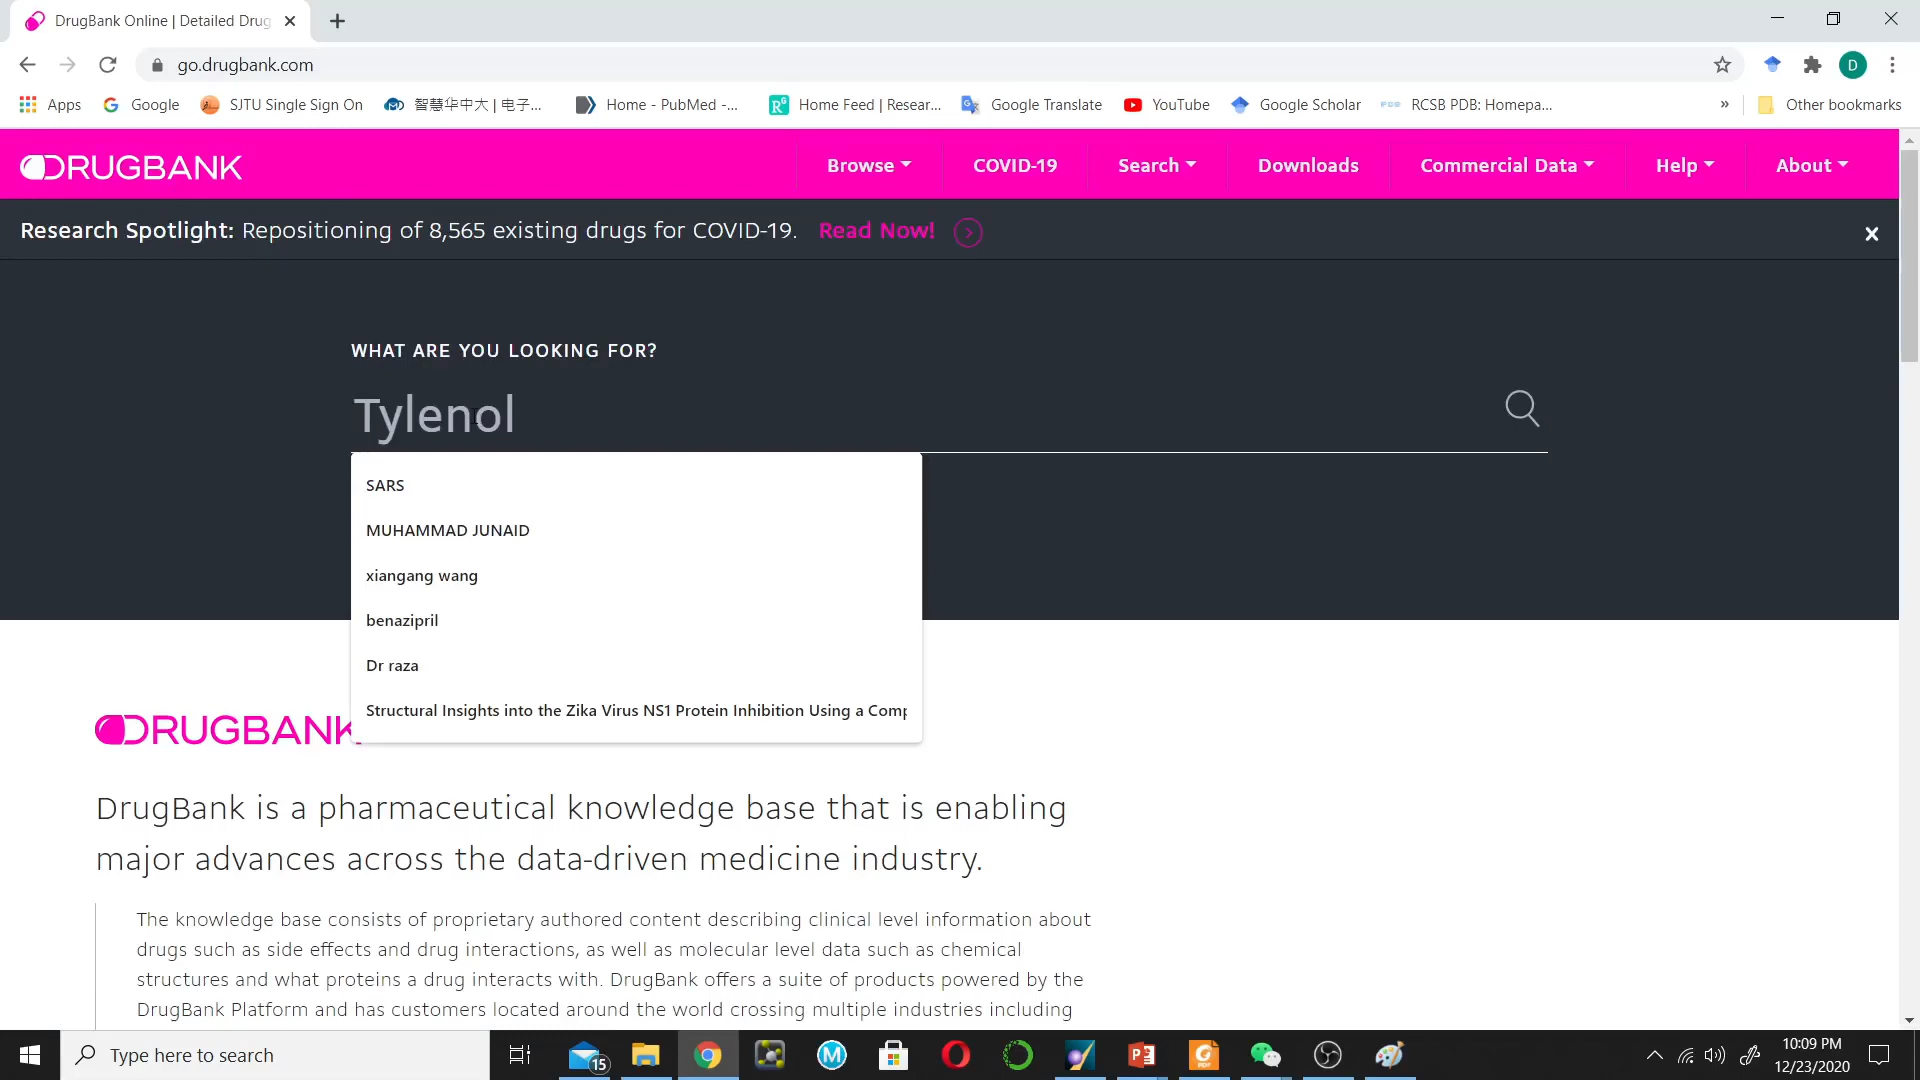 DrugBank Online | Detailed Drug
go.drugbank.com
Apps
Google
SJTU Single Sign On
智慧华中大 | 电子...
Home - PubMed -...
Home Feed | Resear...
Google Translate
YouTube
Google Scholar
RCSB PDB: Homepa...
»
Other bookmarks
D
DRUGBANK
Browse
COVID-19
Search
Downloads
Commercial Data
Help
About
Research Spotlight: Repositioning of 8,565 existing drugs for COVID-19. Read Now!
WHAT ARE YOU LOOKING FOR?
Tylenol
SARS
MUHAMMAD JUNAID
xiangang wang
benazipril
Dr raza
Structural Insights into the Zika Virus NS1 Protein Inhibition Using a Comp
DRUGBANK
DrugBank is a pharmaceutical knowledge base that is enabling
major advances across the data-driven medicine industry.
The knowledge base consists of proprietary authored content describing clinical level information about
drugs such as side effects and drug interactions, as well as molecular level data such as chemical
structures and what proteins a drug interacts with. DrugBank offers a suite of products powered by the
DrugBank Platform and has customers located around the world crossing multiple industries including
Type here to search
15
10:09 PM
12/23/2020